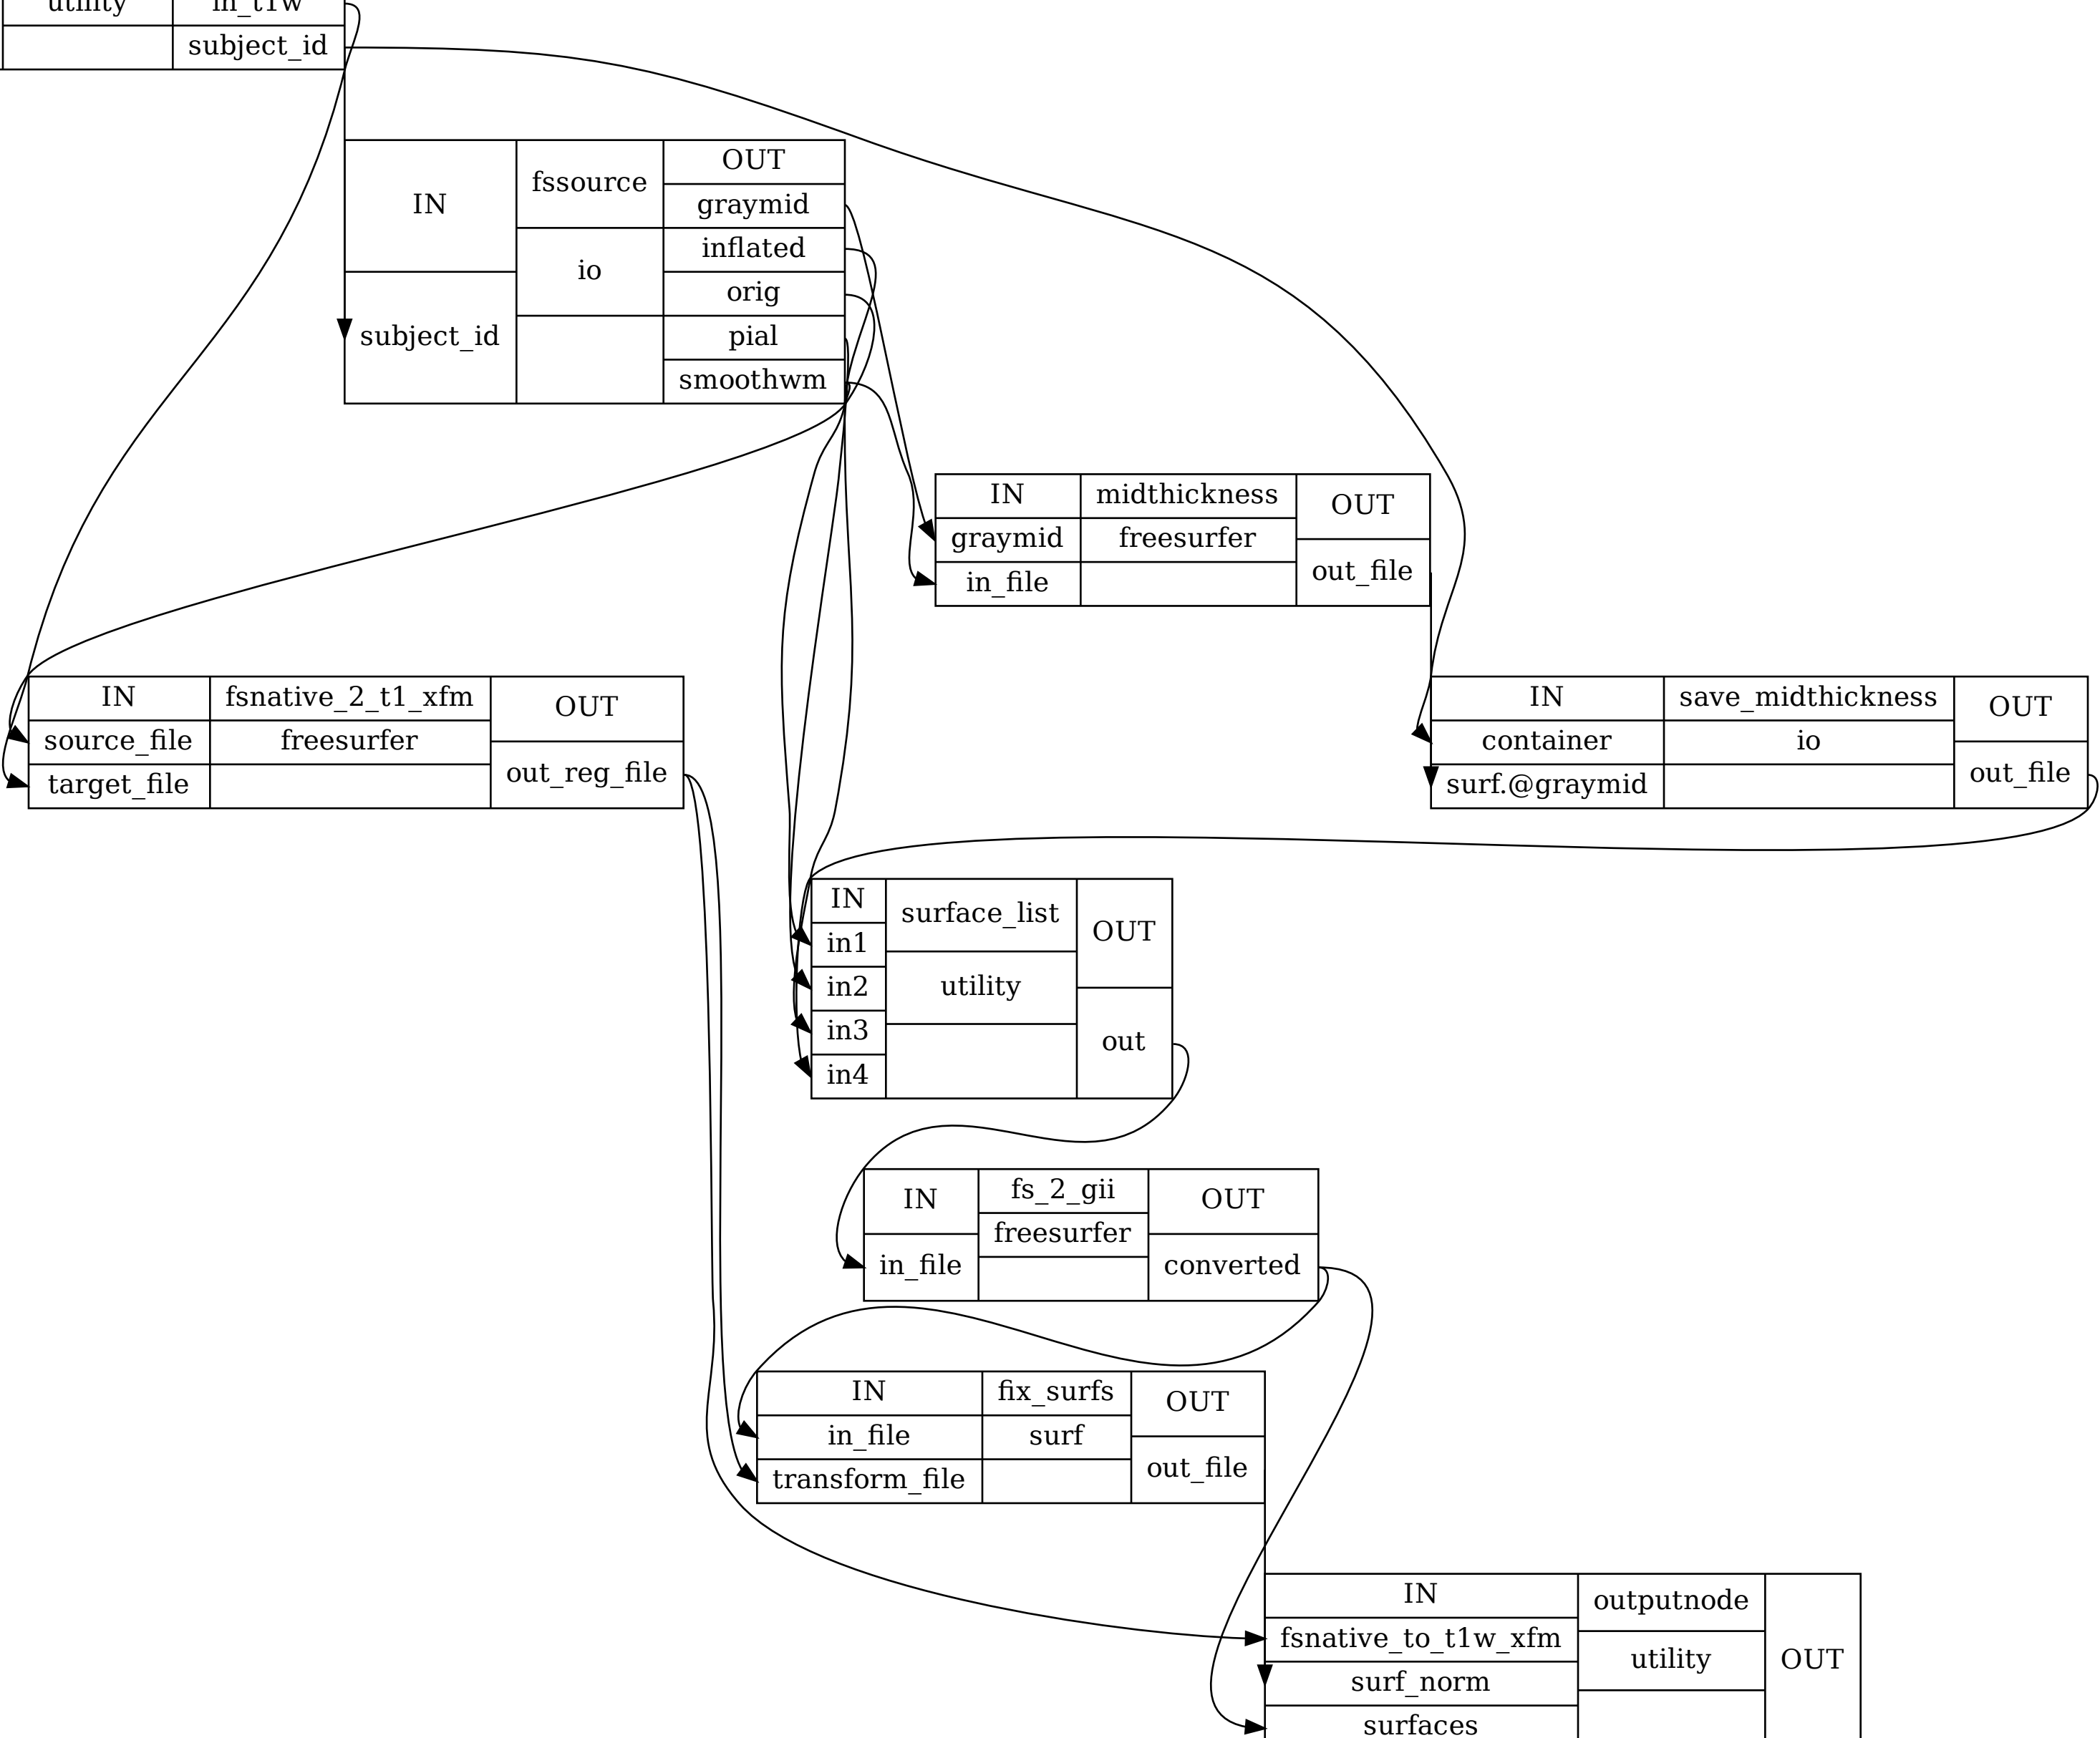 utility in_t1w
subject_id
IN fssource OUT
graymid
inflated
io
orig
subject_id pial
smoothwm
IN midthickness OUT
graymid freesurfer
in_file out_file
IN fsnative_2_t1_xfm OUT
source_file freesurfer
target_file out_reg_file
IN save_midthickness OUT
container io
surf.@graymid out_file
IN surface_list OUT
in1
in2 utility
in3 out
in4
IN fs_2_gii OUT
freesurfer
in_file converted
IN fix_surfs OUT
in_file surf
transform_file out_file
IN outputnode OUT
fsnative_to_t1w_xfm utility
surf_norm
surfaces